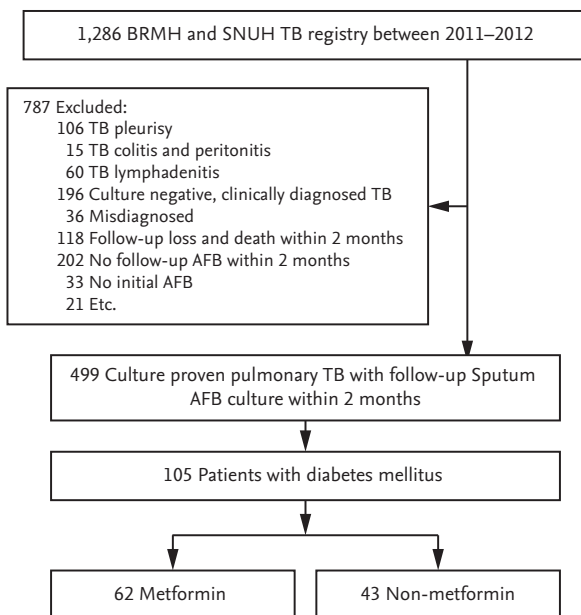 1,286 BRMH and SNUH TB registry between 2011–2012
787 Excluded:
106 TB pleurisy
15 TB colitis and peritonitis
60 TB lymphadenitis
196 Culture negative, clinically diagnosed TB
36 Misdiagnosed
118 Follow-up loss and death within 2 months
202 No follow-up AFB within 2 months
33 No initial AFB
21 Etc.
499 Culture proven pulmonary TB with follow-up Sputum
AFB culture within 2 months
105 Patients with diabetes mellitus
62 Metformin
43 Non-metformin